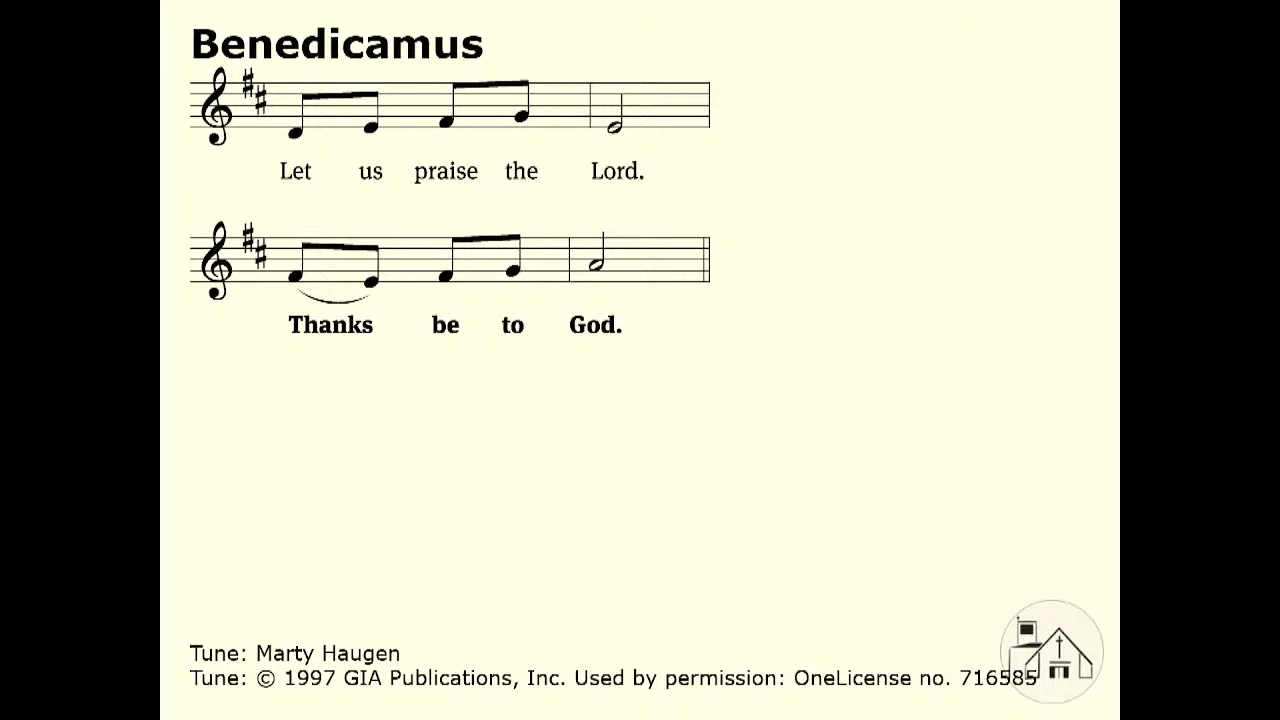 Benedicamus
Let us praise the Lord.
Thanks be to God.
Tune: Marty Haugen
Tune: © 1997 GIA Publications, Inc. Used by permission: OneLicense no. 716585